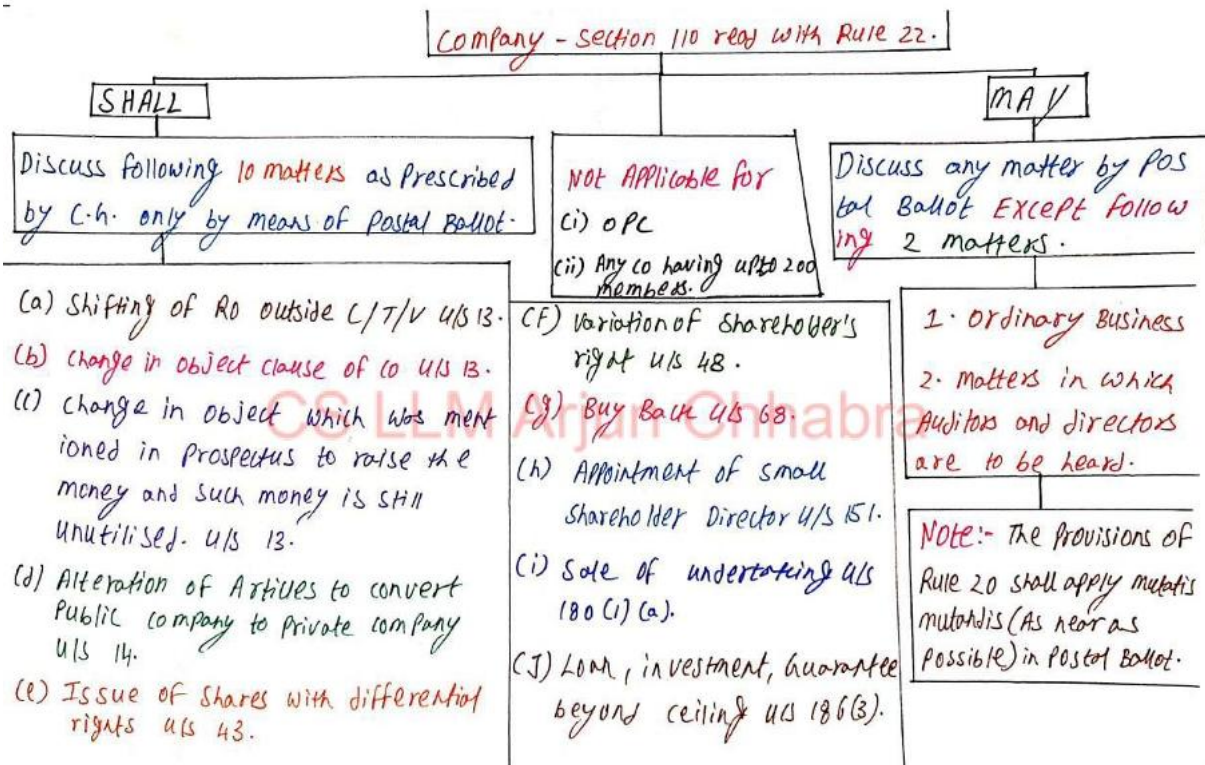 Company - Section 110 read with Rule 22.
SHALL
Discuss following 10 matters as prescribed
by C.G. only by means of Postal Ballot.
(a) Shifting of RO outside C/T/V u/s 13.
(b) Change in object clause of co u/s 13.
(c) Change in object which was ment
ioned in prospectus to raise the
money and such money is still
unutilised. u/s 13.
(d) Alteration of Articles to convert
Public company to private company
u/s 14.
(e) Issue of shares with differential
rights u/s 43.
Not Applicable for
(i) OPC
(ii) Any co having upto 200
members.
(f) Variation of Shareholder's
right u/s 48.
(g) Buy Back u/s 68.
(h) Appointment of small
shareholder Director u/s 151.
(i) Sale of undertaking u/s
180(1)(a).
(J) Loan, investment, Guarantee
beyond ceiling u/s 186(3).
MAY
Discuss any matter by Pos
tal Ballot EXCEPT follow
ing 2 matters.
1. Ordinary Business
2. matters in which
Auditors and directors
are to be heard.
Note:- The Provisions of
Rule 20 shall apply mutatis
mutandis (As near as
possible) in Postal Ballot.
CS LLM Arjun Chhabra